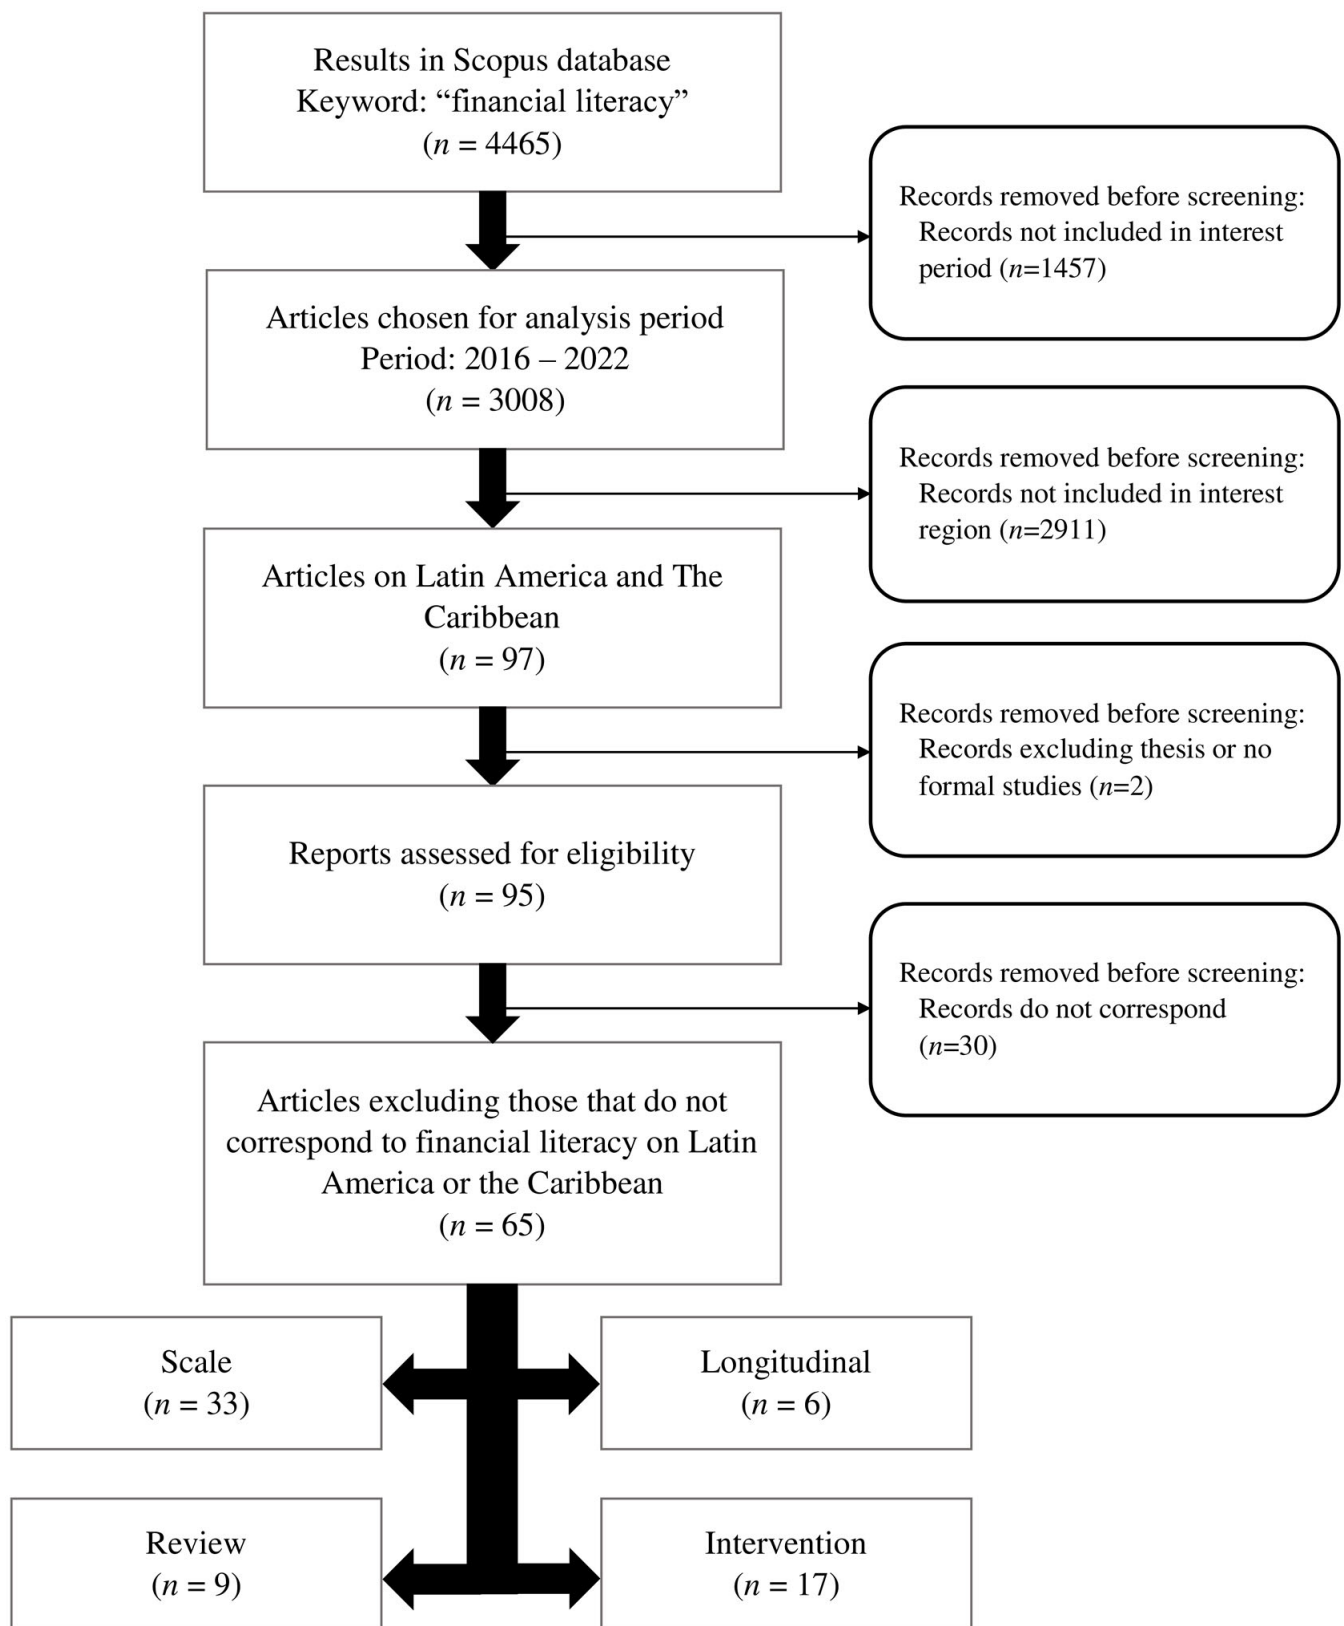 Results in Scopus database
Keyword: “financial literacy”
(n = 4465)
Records removed before screening:
Records not included in interest
period (n=1457)
Articles chosen for analysis period
Period: 2016 – 2022
(n = 3008)
Records removed before screening:
Records not included in interest
region (n=2911)
Articles on Latin America and The
Caribbean
(n = 97)
Records removed before screening:
Records excluding thesis or no
formal studies (n=2)
Reports assessed for eligibility
(n = 95)
Records removed before screening:
Records do not correspond
(n=30)
Articles excluding those that do not
correspond to financial literacy on Latin
America or the Caribbean
(n = 65)
Scale
(n = 33)
Longitudinal
(n = 6)
Review
(n = 9)
Intervention
(n = 17)